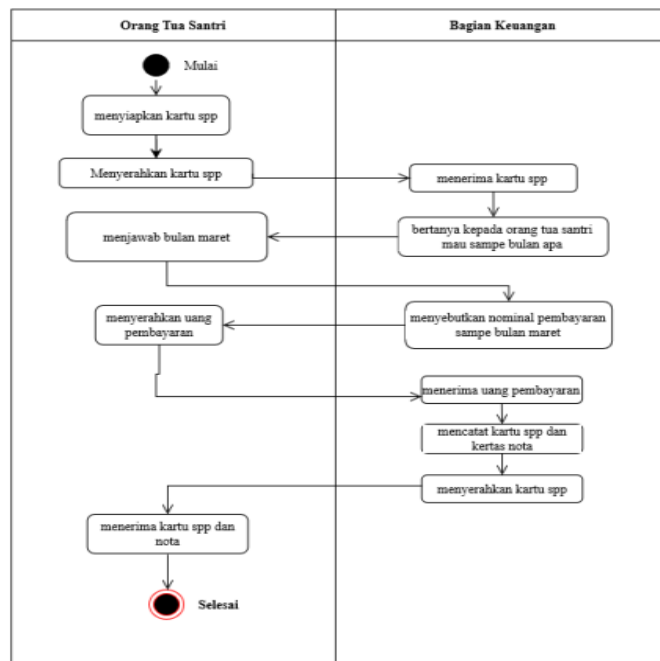 Orang Tua Santri
Bagian Keuangan
Mulai
menyiapkan kartu spp
Menyerahkan kartu spp
menerima kartu spp
bertanya kepada orang tua santri
mau sampe bulan apa
menjawab bulan maret
menyebutkan nominal pembayaran
sampe bulan maret
menyerahkan uang
pembayaran
menerima uang pembayaran
mencatat kartu spp dan
kertas nota
menyerahkan kartu spp
menerima kartu spp dan
nota
Selesai